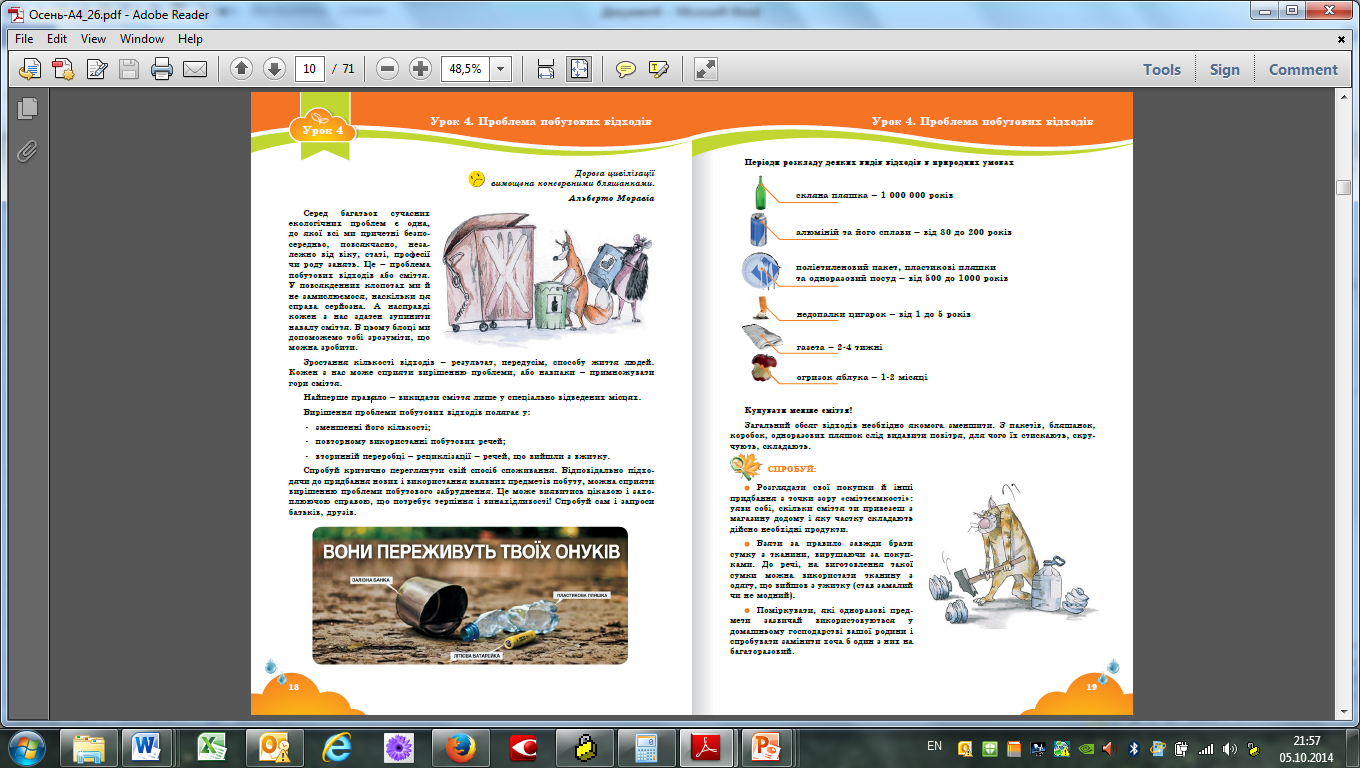 Осень-А4_26.pdf - Adobe Reader
File Edit View Window Help
10 / 71
48,5%
Tools Sign Comment
Урок 4
Урок 4. Проблема побутових відходів
Дорога цивілізації
вимощена консервними бляшанками.
Альберто Моравіа
Серед багатьох сучасних
екологічних проблем є одна,
до якої всі ми причетні безпо-
середньо, повсякчасно, неза-
лежно від віку, статі, професії
чи роду занять. Це – проблема
побутових відходів або сміття.
У повсякденних клопотах ми й
не замислюємося, наскільки ця
справа серйозна. А насправді
кожен з нас здатен зупинити
навалу сміття. В цьому блоці ми
допоможемо тобі зрозуміти, що
можна зробити.
Зростання кількості відходів – результат, передусім, способу життя людей.
Кожен з нас може сприяти вирішенню проблеми, або навпаки – примножувати
гори сміття.
Найперше правило – викидати сміття лише у спеціально відведених місцях.
Вирішення проблеми побутових відходів полягає у:
- зменшенні його кількості;
- повторному використанні побутових речей;
- вторинній переробці – рециклізації – речей, що вийшли з вжитку.
Спробуй критично переглянути свій спосіб споживання. Відповідально підхо-
дячи до придбання нових і використання наявних предметів побуту, можна сприяти
вирішенню проблеми побутового забруднення. Це може виявитись цікавою і захо-
плюючою справою, що потребує терпіння і винахідливості! Спробуй сам і запроси
батьків, друзів.
ВОНИ ПЕРЕЖИВУТЬ ТВОЇХ ОНУКІВ
ЗАЛІЗНА БАНКА
ПЛАСТИКОВА ПЛЯШКА
ЛІТІЄВА БАТАРЕЙКА
18
Урок 4. Проблема побутових відходів
Періоди розкладу деяких видів відходів в природних умовах
скляна пляшка – 1 000 000 років
алюміній та його сплави – від 80 до 200 років
поліетиленовий пакет, пластикові пляшки
та одноразовий посуд – від 500 до 1000 років
недопалки цигарок – від 1 до 5 років
газета – 2-4 тижні
огризок яблука – 1-2 місяці
Купувати менше сміття!
Загальний обсяг відходів необхідно якомога зменшити. З пакетів, бляшанок,
коробок, одноразових пляшок слід видавити повітря, для чого їх стискають, скру-
чують, складають.
СПРОБУЙ:
● Розглядати свої покупки й інші
придбання з точки зору «сміттєємкості»:
уяви собі, скільки сміття ти привезеш з
магазину додому і яку частку складають
дійсно необхідні продукти.
● Взяти за правило завжди брати
сумку з тканини, вирушаючи за покуп-
ками. До речі, на виготовлення такої
сумки можна використати тканину з
одягу, що вийшов з ужитку (став замалий
чи не модний).
● Поміркувати, які одноразові пред-
мети зазвичай використовуються у
домашньому господарстві вашої родини і
спробувати замінити хоча б один з них на
багаторазовий.
19
EN
21:57
05.10.2014